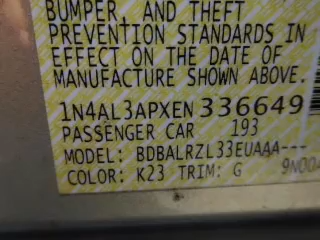 BUMPER, AND THEFT
PREVENTION STANDARDS IN
EFFECT ON THE DATE OF
MANUFACTURE SHOWN ABOVE.
1N4AL3APXEN336649
PASSENGER CAR 193
MODEL: BDBALRZL33EUAAA---
COLOR: K23 TRIM: G 9N004